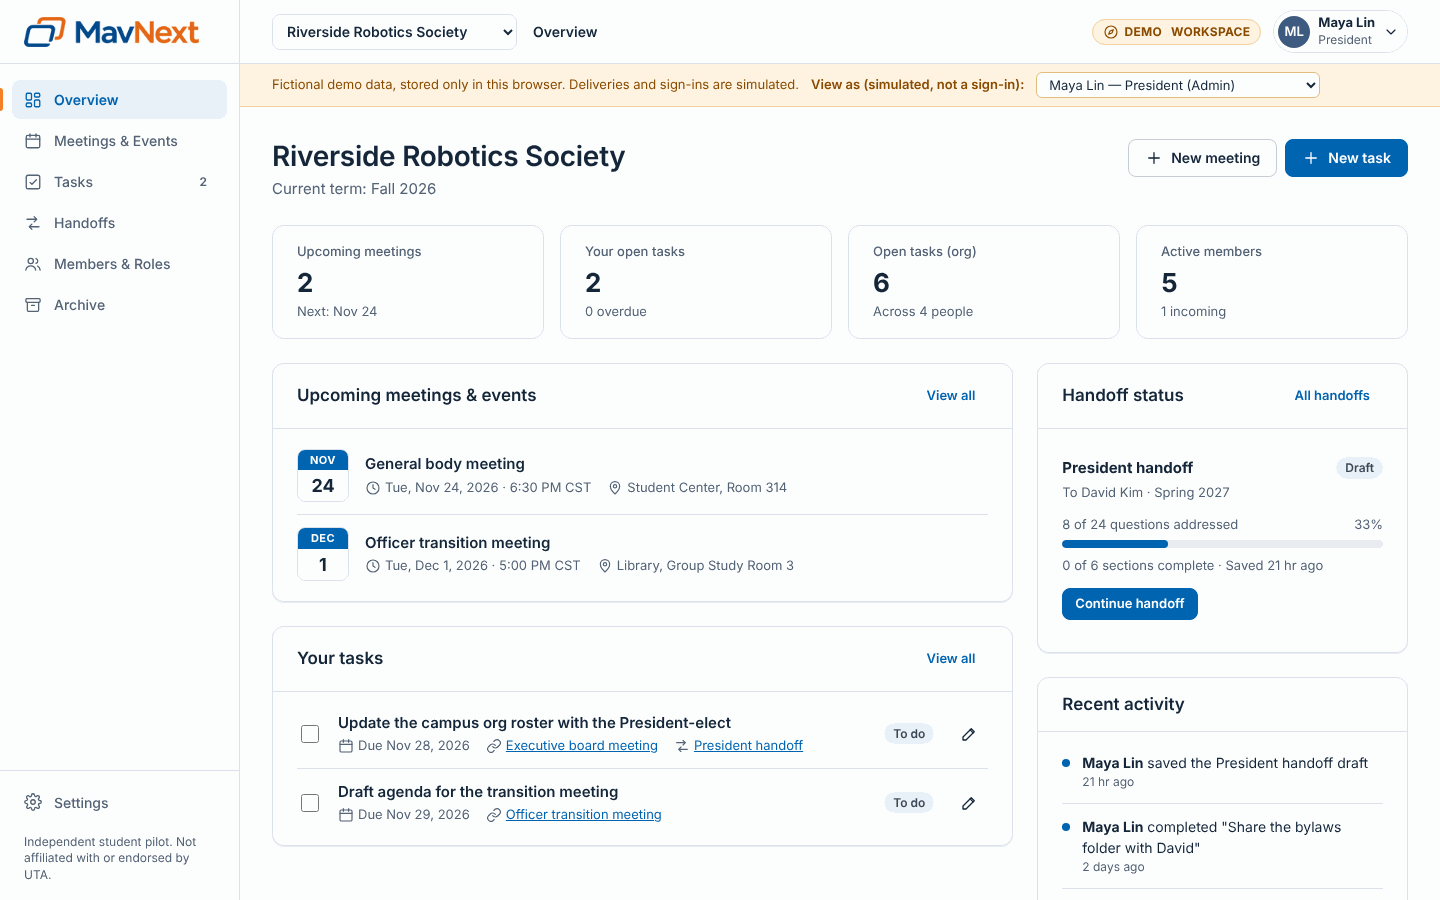 MavNext
Riverside Robotics Society
Overview
DEMO WORKSPACE
ML
Maya Lin
President
Fictional demo data, stored only in this browser. Deliveries and sign-ins are simulated.
View as (simulated, not a sign-in):
Maya Lin — President (Admin)
Overview
Meetings & Events
Tasks 2
Handoffs
Members & Roles
Archive
Settings
Independent student pilot. Not
affiliated with or endorsed by
UTA.
Riverside Robotics Society
Current term: Fall 2026
New meeting
New task
Upcoming meetings
2
Next: Nov 24
Your open tasks
2
0 overdue
Open tasks (org)
6
Across 4 people
Active members
5
1 incoming
Upcoming meetings & events
View all
NOV
24
General body meeting
Tue, Nov 24, 2026 · 6:30 PM CST
Student Center, Room 314
DEC
1
Officer transition meeting
Tue, Dec 1, 2026 · 5:00 PM CST
Library, Group Study Room 3
Your tasks
View all
Update the campus org roster with the President-elect
Due Nov 28, 2026
Executive board meeting
President handoff
To do
Draft agenda for the transition meeting
Due Nov 29, 2026
Officer transition meeting
To do
Handoff status
All handoffs
President handoff
Draft
To David Kim · Spring 2027
8 of 24 questions addressed
33%
0 of 6 sections complete · Saved 21 hr ago
Continue handoff
Recent activity
Maya Lin saved the President handoff draft
21 hr ago
Maya Lin completed "Share the bylaws
folder with David"
2 days ago